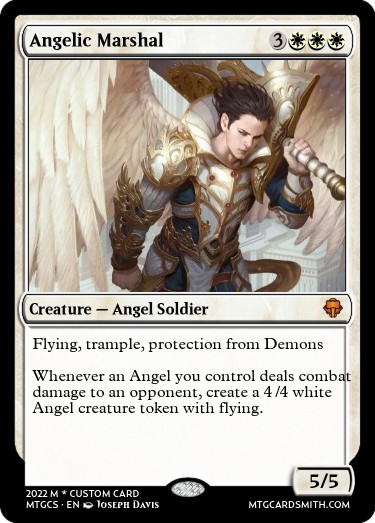 Angelic Marshal 3
Creature — Angel Soldier
Flying, trample, protection from Demons
Whenever an Angel you control deals combat
damage to an opponent, create a 4/4 white
Angel creature token with flying.
5/5
2022 M * CUSTOM CARD
MTGCS · EN Joseph Davis
MTGCARDSMITH.COM